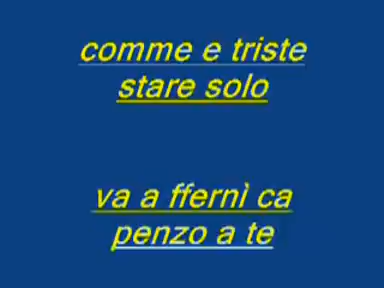 comme e triste
stare solo
va a ffernì ca
penzo a te